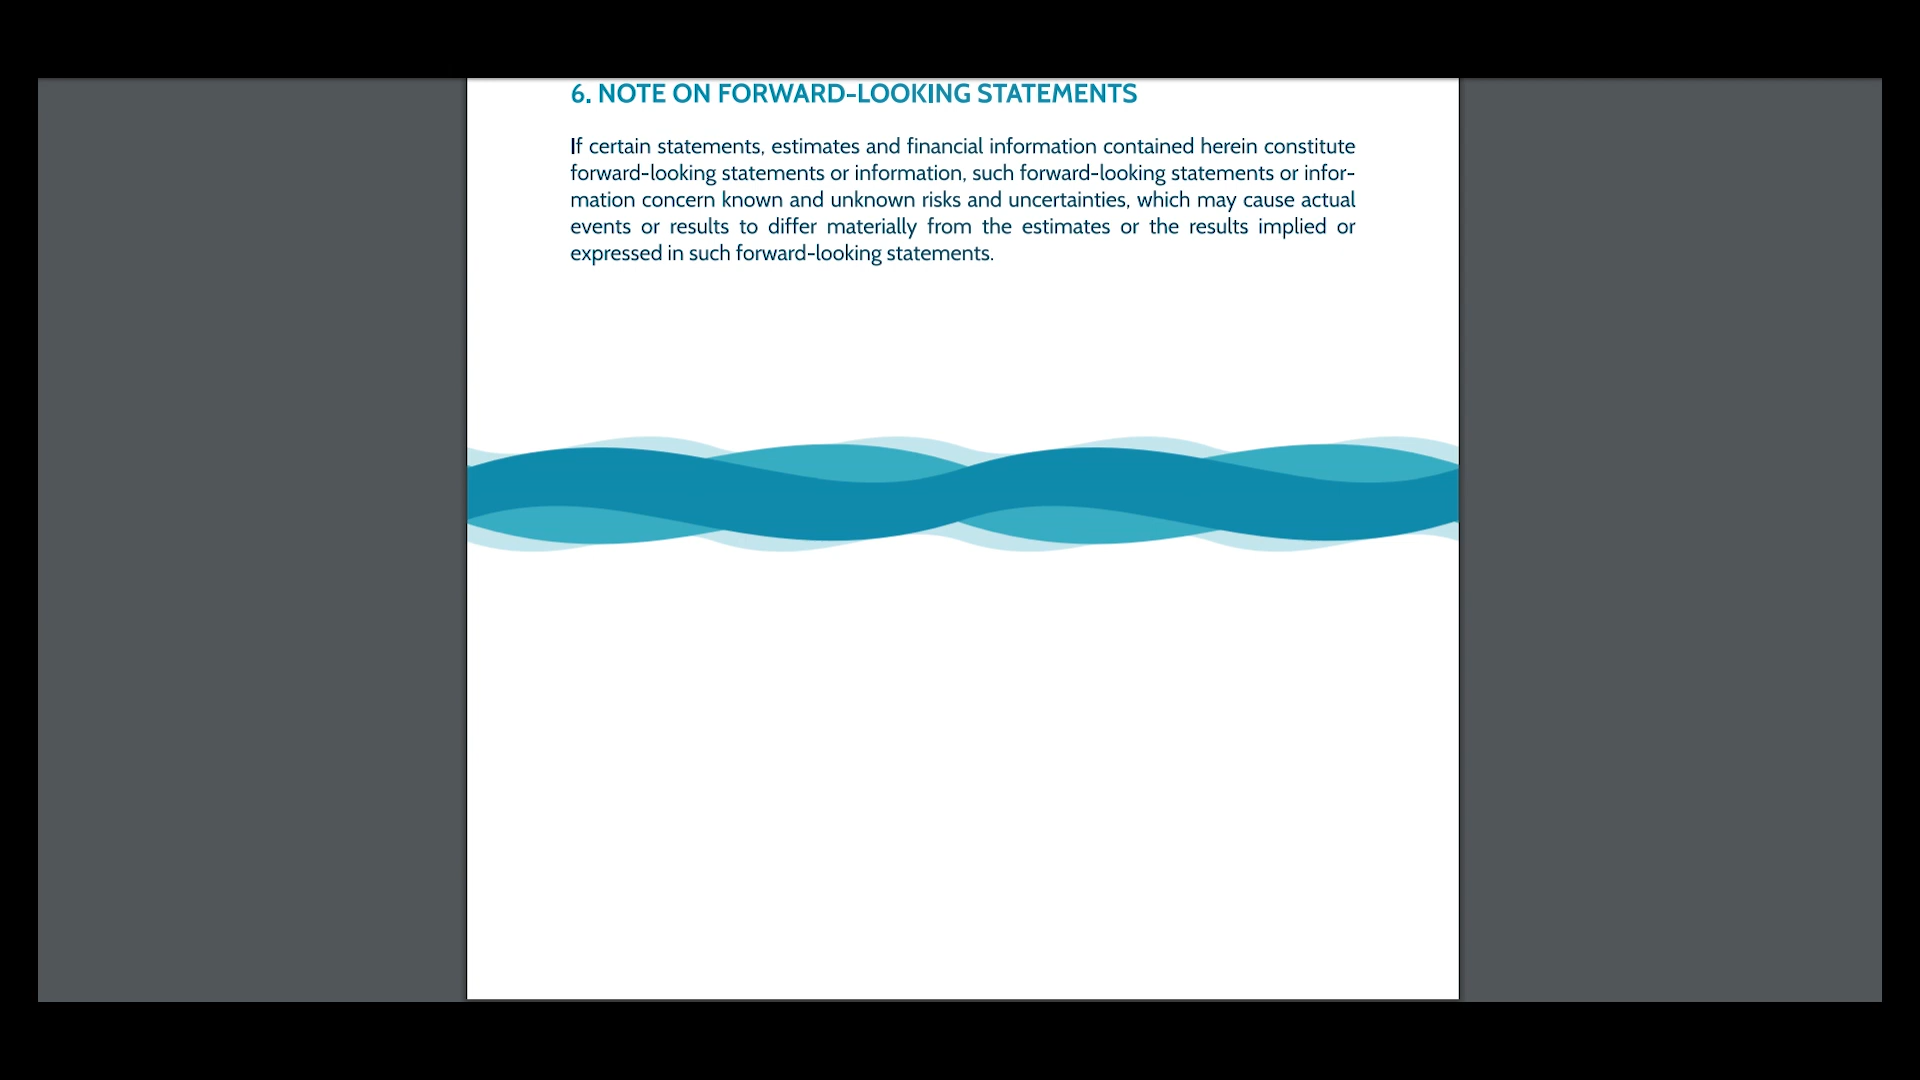 6. NOTE ON FORWARD-LOOKING STATEMENTS
If certain statements, estimates and financial information contained herein constitute
forward-looking statements or information, such forward-looking statements or infor-
mation concern known and unknown risks and uncertainties, which may cause actual
events or results to differ materially from the estimates or the results implied or
expressed in such forward-looking statements.